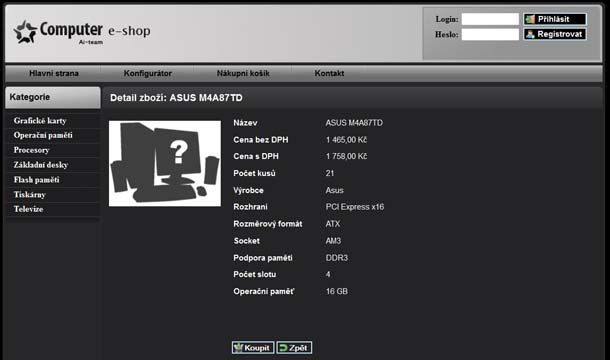 Computer e-shop
Ai-team
Login:
Přihlásit
Heslo:
Registrovat
Hlavní strana Konfigurátor Nákupní košík Kontakt
Kategorie
Grafické karty
Operační paměti
Procesory
Základní desky
Flash paměti
Tiskárny
Televize
Detail zboží: ASUS M4A87TD
?
Název ASUS M4A87TD
Cena bez DPH 1 465,00 Kč
Cena s DPH 1 758,00 Kč
Počet kusů 21
Výrobce Asus
Rozhraní PCI Express x16
Rozměrový formát ATX
Socket AM3
Podpora paměti DDR3
Počet slotu 4
Operační paměť 16 GB
Koupit Zpět